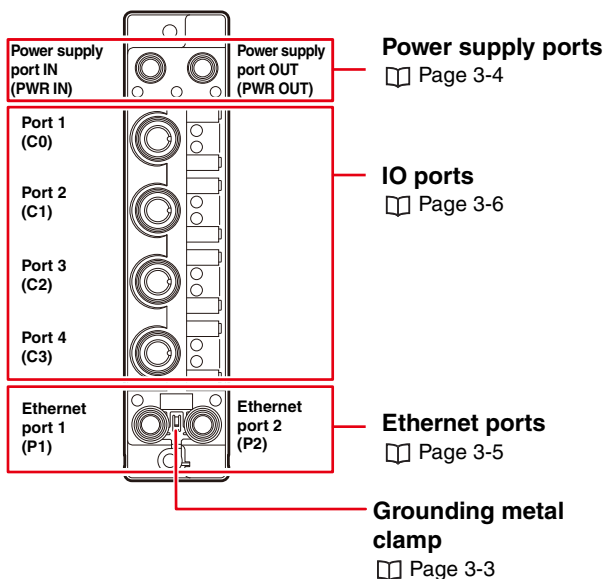 Power supply
port IN
(PWR IN)
Power supply
port OUT
(PWR OUT)
Power supply ports
Page 3-4
Port 1
(C0)
Port 2
(C1)
Port 3
(C2)
Port 4
(C3)
IO ports
Page 3-6
Ethernet
port 1
(P1)
Ethernet
port 2
(P2)
Ethernet ports
Page 3-5
Grounding metal
clamp
Page 3-3